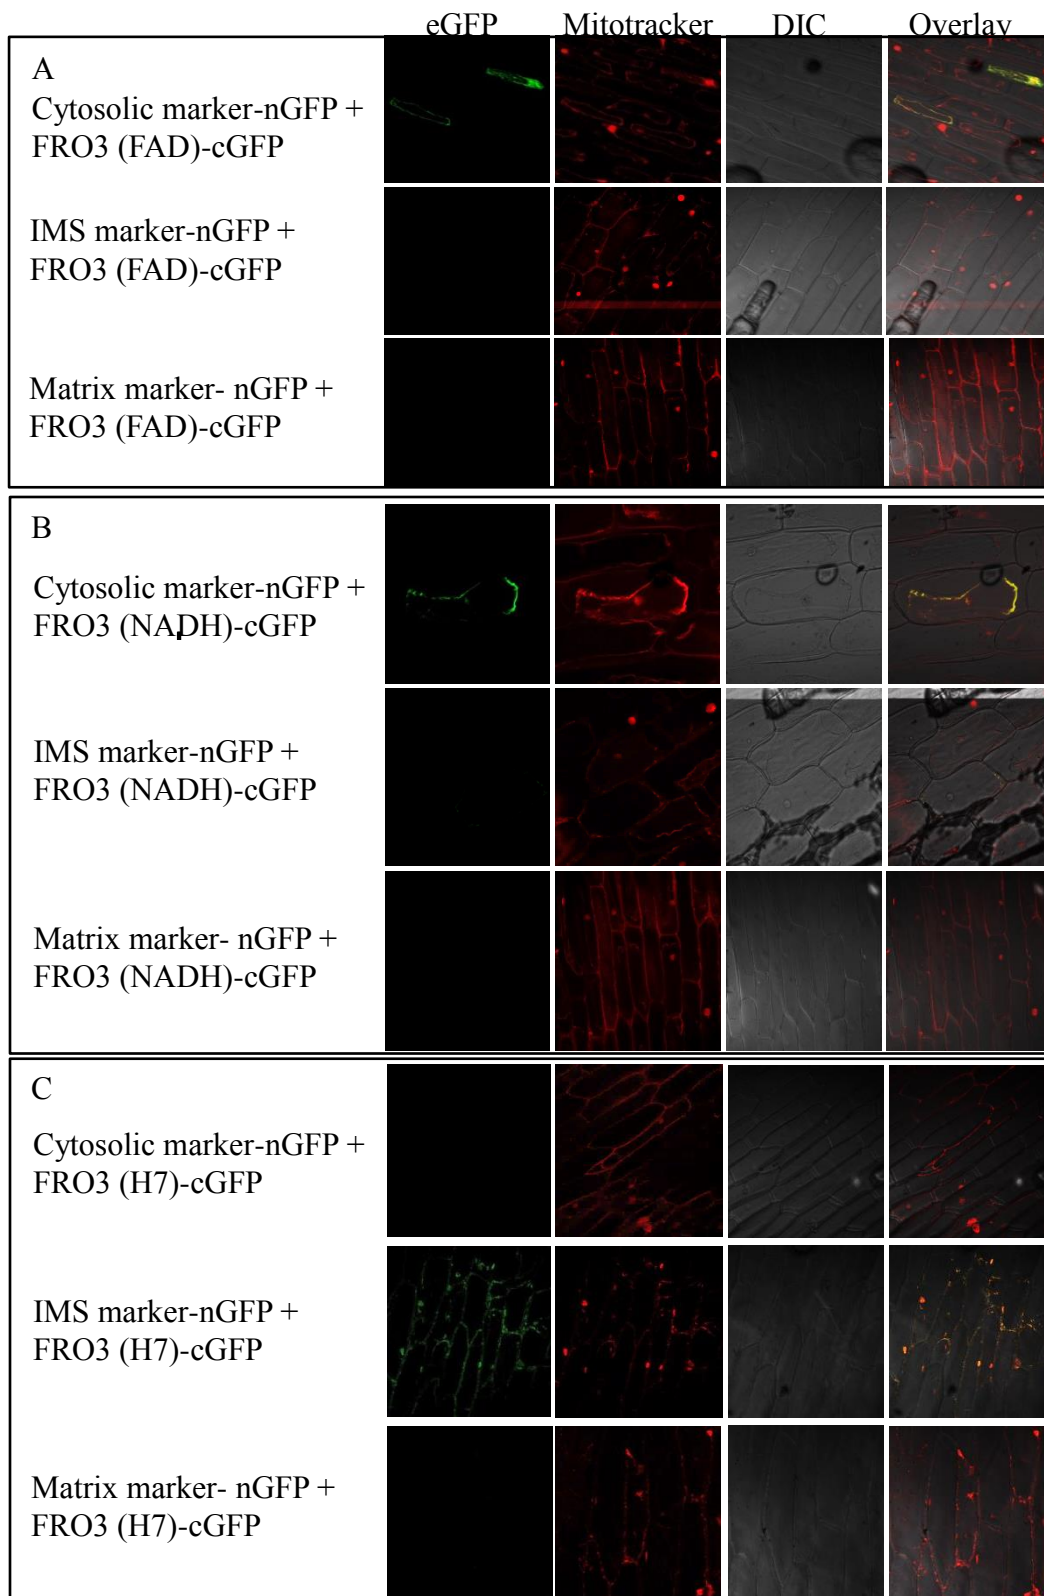 eGFP Mitotracker DIC Overlay
A
Cytosolic marker-nGFP +
FRO3 (FAD)-cGFP
IMS marker-nGFP +
FRO3 (FAD)-cGFP
Matrix marker- nGFP +
FRO3 (FAD)-cGFP
B
Cytosolic marker-nGFP +
FRO3 (NADH)-cGFP
IMS marker-nGFP +
FRO3 (NADH)-cGFP
Matrix marker- nGFP +
FRO3 (NADH)-cGFP
C
Cytosolic marker-nGFP +
FRO3 (H7)-cGFP
IMS marker-nGFP +
FRO3 (H7)-cGFP
Matrix marker- nGFP +
FRO3 (H7)-cGFP